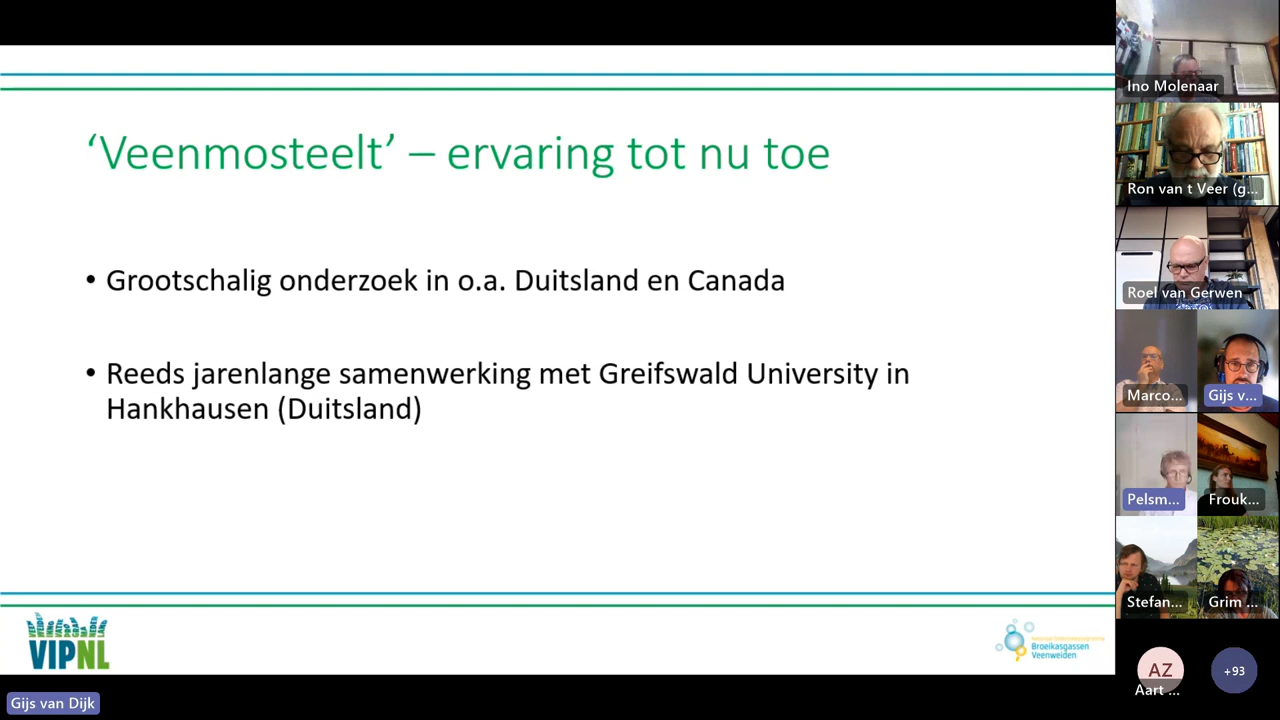 ‘Veenmosteelt’ – ervaring tot nu toe
• Grootschalig onderzoek in o.a. Duitsland en Canada
• Reeds jarenlange samenwerking met Greifswald University in
Hankhausen (Duitsland)
VIPNL
Broeikasgassen
Veenweiden
Gijs van Dijk
Ino Molenaar
Ron van t Veer (g...
Roel van Gerwen
Marco...
Gijs v...
Pelsm...
Frouk...
Stefan...
Grim ...
AZ
Aart ...
+93